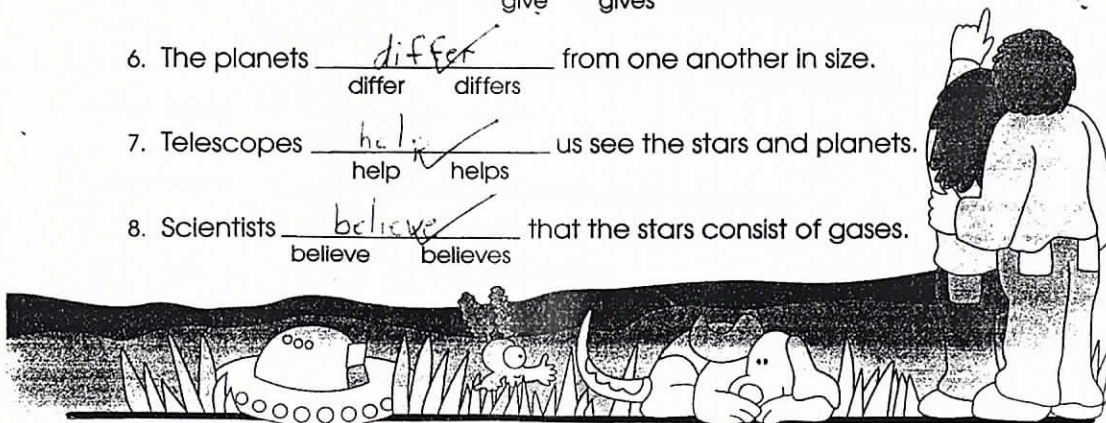 give gives
6. The planets differ from one another in size.
differ differs
7. Telescopes help us see the stars and planets.
help helps
8. Scientists believe that the stars consist of gases.
believe believes